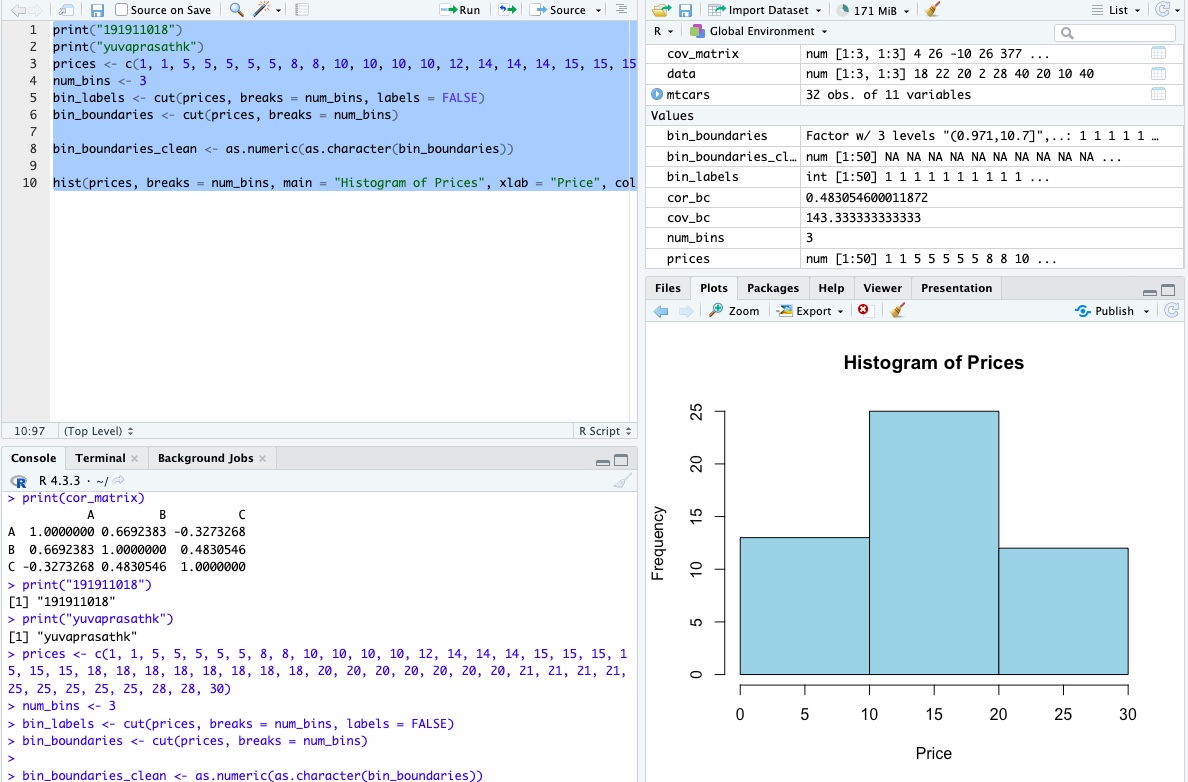 Source on Save Run Source
1 print("191911018")
2 print("yuvaprasathk")
3 prices <- c(1, 1, 5, 5, 5, 5, 5, 8, 8, 10, 10, 10, 10, 12, 14, 14, 14, 15, 15, 15
4 num_bins <- 3
5 bin_labels <- cut(prices, breaks = num_bins, labels = FALSE)
6 bin_boundaries <- cut(prices, breaks = num_bins)
7
8 bin_boundaries_clean <- as.numeric(as.character(bin_boundaries))
9
10 hist(prices, breaks = num_bins, main = "Histogram of Prices", xlab = "Price", col
10:97 (Top Level) R Script
Console Terminal Background Jobs
R 4.3.3 · ~/
> print(cor_matrix)
A B C
A 1.0000000 0.6692383 -0.3273268
B 0.6692383 1.0000000 0.4830546
C -0.3273268 0.4830546 1.0000000
> print("191911018")
[1] "191911018"
> print("yuvaprasathk")
[1] "yuvaprasathk"
> prices <- c(1, 1, 5, 5, 5, 5, 5, 8, 8, 10, 10, 10, 10, 12, 14, 14, 14, 15, 15, 15, 1
5, 15, 15, 18, 18, 18, 18, 18, 18, 18, 18, 20, 20, 20, 20, 20, 20, 20, 21, 21, 21, 21,
25, 25, 25, 25, 25, 28, 28, 30)
> num_bins <- 3
> bin_labels <- cut(prices, breaks = num_bins, labels = FALSE)
> bin_boundaries <- cut(prices, breaks = num_bins)
>
> bin_boundaries_clean <- as.numeric(as.character(bin_boundaries))
Import Dataset 171 MiB List
R Global Environment
cov_matrix num [1:3, 1:3] 4 26 -10 26 377 ...
data num [1:3, 1:3] 18 22 20 2 28 40 20 10 40
mtcars 32 obs. of 11 variables
Values
bin_boundaries Factor w/ 3 levels "(0.971,10.7]",..: 1 1 1 1 1 …
bin_boundaries_cl… num [1:50] NA NA NA NA NA NA NA NA NA NA ...
bin_labels int [1:50] 1 1 1 1 1 1 1 1 1 1 ...
cor_bc 0.483054600011872
cov_bc 143.333333333333
num_bins 3
prices num [1:50] 1 1 5 5 5 5 5 8 8 10 ...
Files Plots Packages Help Viewer Presentation
Zoom Export Publish
Histogram of Prices
Frequency
25
20
15
10
5
0
0 5 10 15 20 25 30
Price